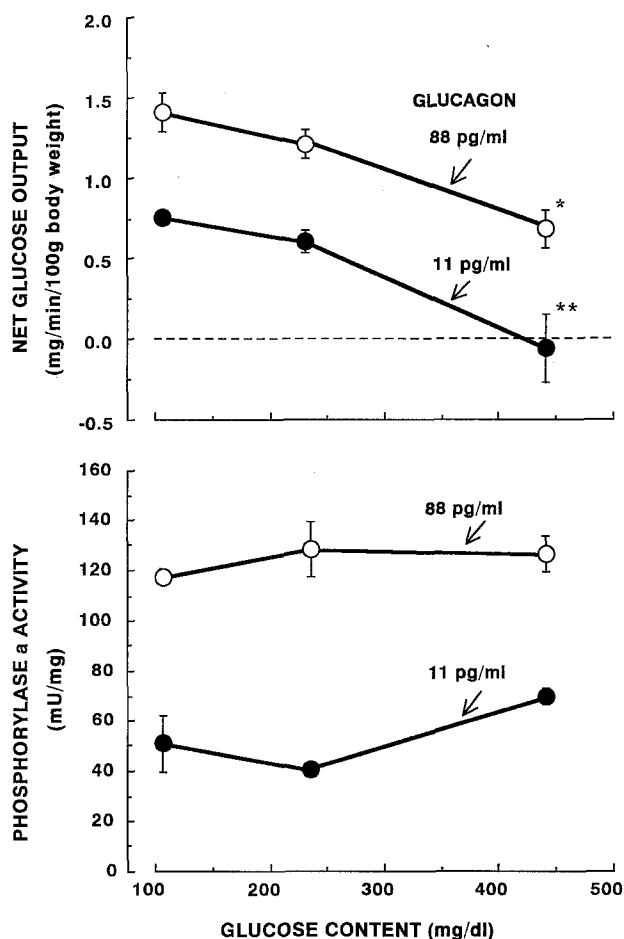 2.0
1.5
1.0
0.5
0.0
-0.5
NET GLUCOSE OUTPUT
(mg/min/100g body weight)
GLUCAGON
88 pg/ml
11 pg/ml
*
**
160
140
120
100
80
60
40
20
0
PHOSPHORYLASE a ACTIVITY
(mU/mg)
88 pg/ml
11 pg/ml
100
200
300
400
500
GLUCOSE CONTENT (mg/dl)